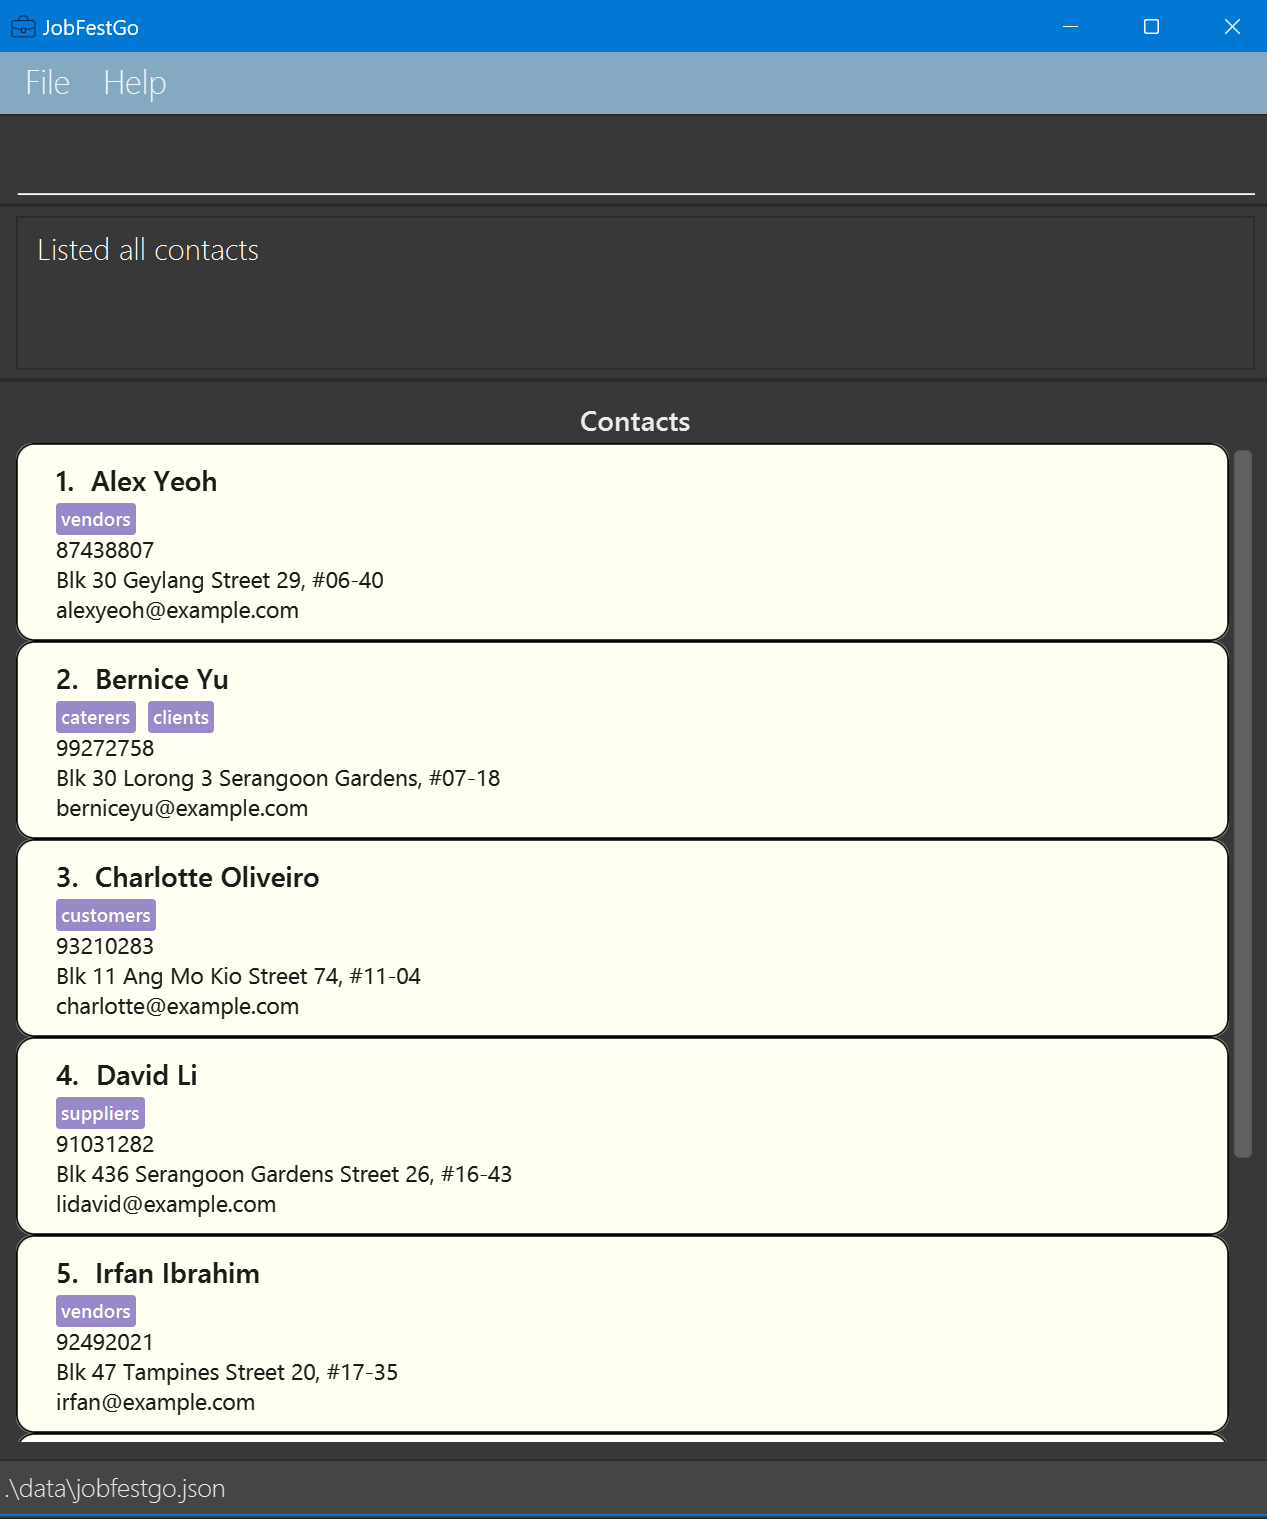 JobFestGo
File Help
Listed all contacts
Contacts
1. Alex Yeoh
vendors
87438807
Blk 30 Geylang Street 29, #06-40
alexyeoh@example.com
2. Bernice Yu
caterers clients
99272758
Blk 30 Lorong 3 Serangoon Gardens, #07-18
berniceyu@example.com
3. Charlotte Oliveiro
customers
93210283
Blk 11 Ang Mo Kio Street 74, #11-04
charlotte@example.com
4. David Li
suppliers
91031282
Blk 436 Serangoon Gardens Street 26, #16-43
lidavid@example.com
5. Irfan Ibrahim
vendors
92492021
Blk 47 Tampines Street 20, #17-35
irfan@example.com
.\data\jobfestgo.json